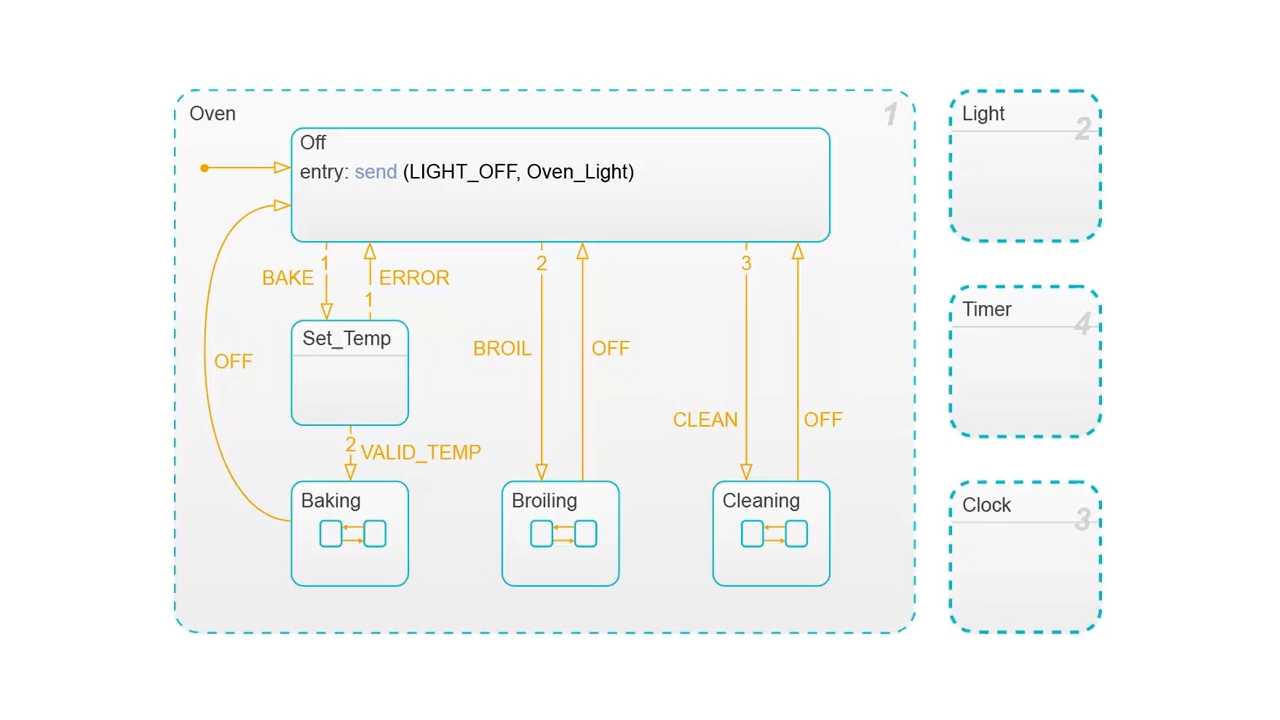 Oven
1
Off
entry: send (LIGHT_OFF, Oven_Light)
1
2
3
BAKE
ERROR
1
Set_Temp
BROIL
OFF
OFF
CLEAN
OFF
2
VALID_TEMP
Baking
Broiling
Cleaning
Light
2
Timer
4
Clock
3